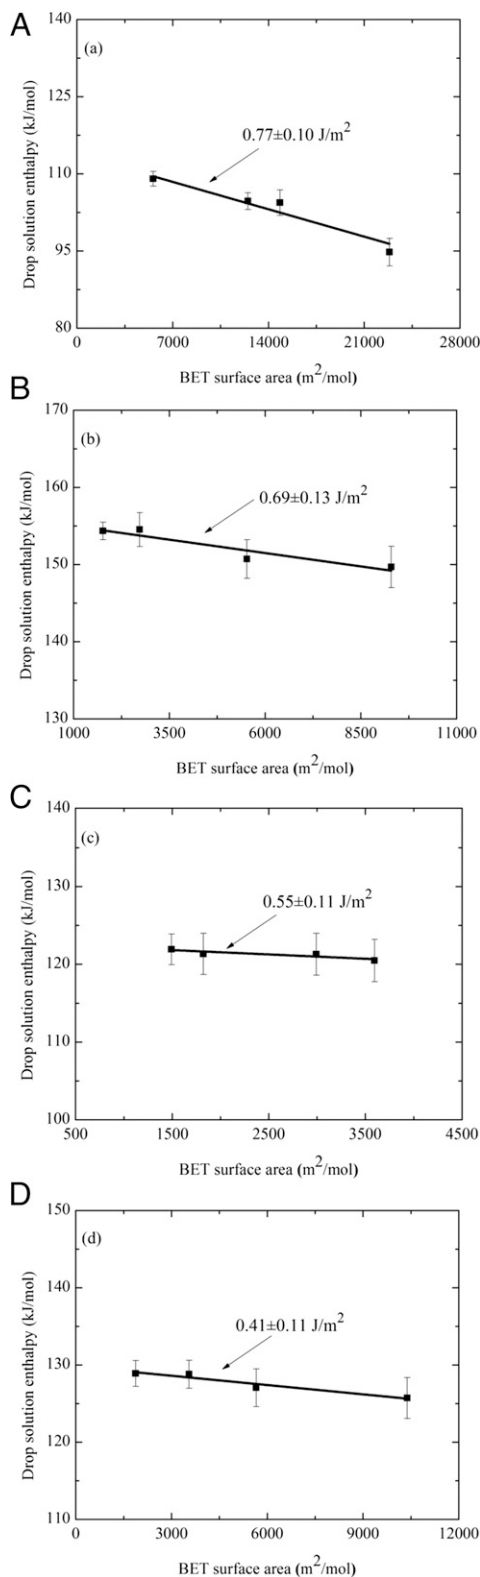 A
(a)
140
125
110
95
80
Drop solution enthalpy (kJ/mol)
0.77±0.10 J/m²
0 7000 14000 21000 28000
BET surface area (m²/mol)
B
(b)
170
160
150
140
130
Drop solution enthalpy (kJ/mol)
0.69±0.13 J/m²
1000 3500 6000 8500 11000
BET surface area (m²/mol)
C
(c)
140
130
120
110
100
Drop solution enthalpy (kJ/mol)
0.55±0.11 J/m²
500 1500 2500 3500 4500
BET surface area (m²/mol)
D
(d)
150
140
130
120
110
Drop solution enthalpy (kJ/mol)
0.41±0.11 J/m²
0 3000 6000 9000 12000
BET surface area (m²/mol)